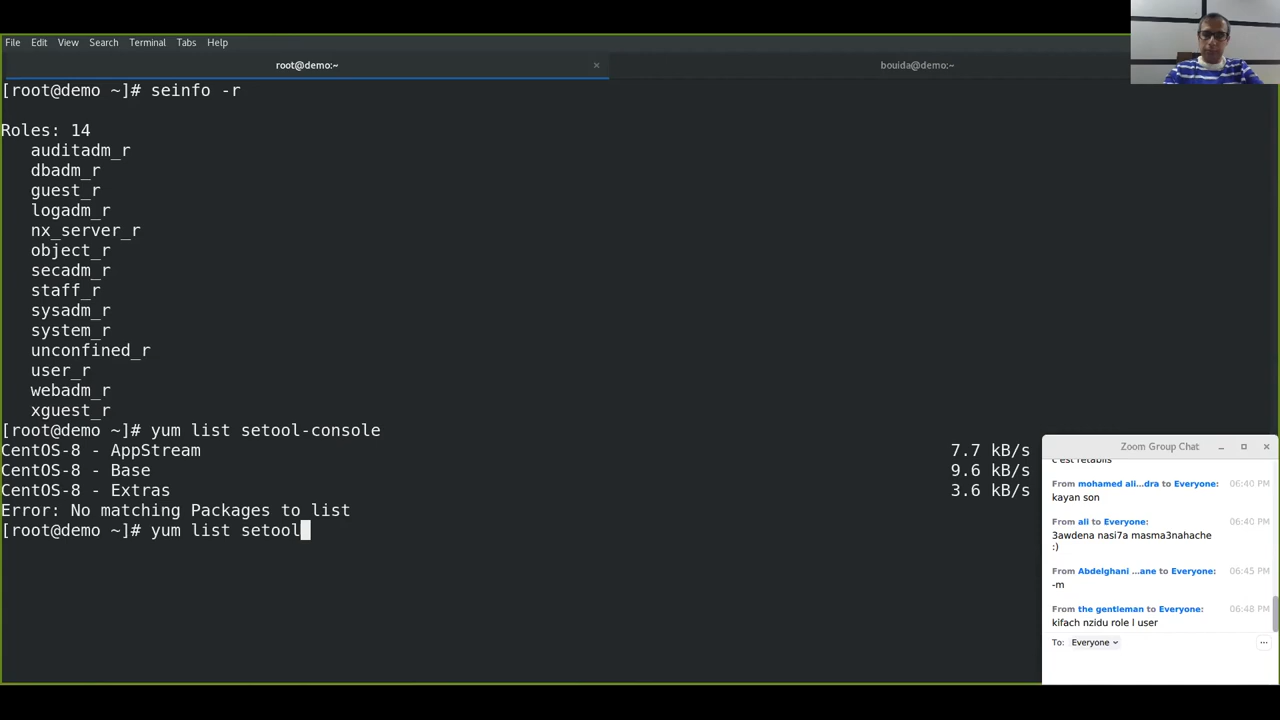 File Edit View Search Terminal Tabs Help
root@demo:~ × bouida@demo:~
[root@demo ~]# seinfo -r
Roles: 14
auditadm_r
dbadm_r
guest_r
logadm_r
nx_server_r
object_r
secadm_r
staff_r
sysadm_r
system_r
unconfined_r
user_r
webadm_r
xguest_r
[root@demo ~]# yum list setool-console
CentOS-8 - AppStream 7.7 kB/s
CentOS-8 - Base 9.6 kB/s
CentOS-8 - Extras 3.6 kB/s
Error: No matching Packages to list
[root@demo ~]# yum list setool
Zoom Group Chat
c'est retablis
From mohamed ali...dra to Everyone: 06:40 PM
kayan son
From ali to Everyone: 06:40 PM
3awdena nasi7a masma3nahache
:)
From Abdelghani ...ane to Everyone: 06:45 PM
-m
From the gentleman to Everyone: 06:48 PM
kifach nzidu role l user
To: Everyone